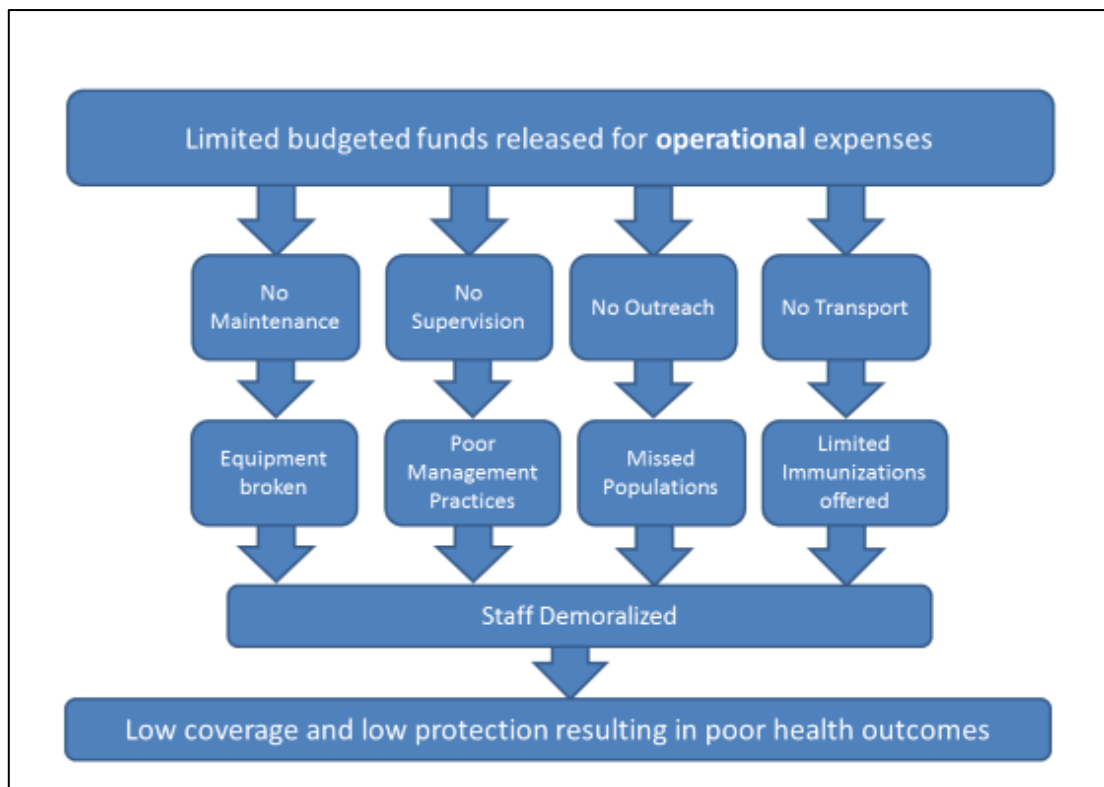 Limited budgeted funds released for operational expenses
No
Maintenance
No
Supervision
No Outreach
No Transport
Equipment
broken
Poor
Management
Practices
Missed
Populations
Limited
Immunizations
offered
Staff Demoralized
Low coverage and low protection resulting in poor health outcomes